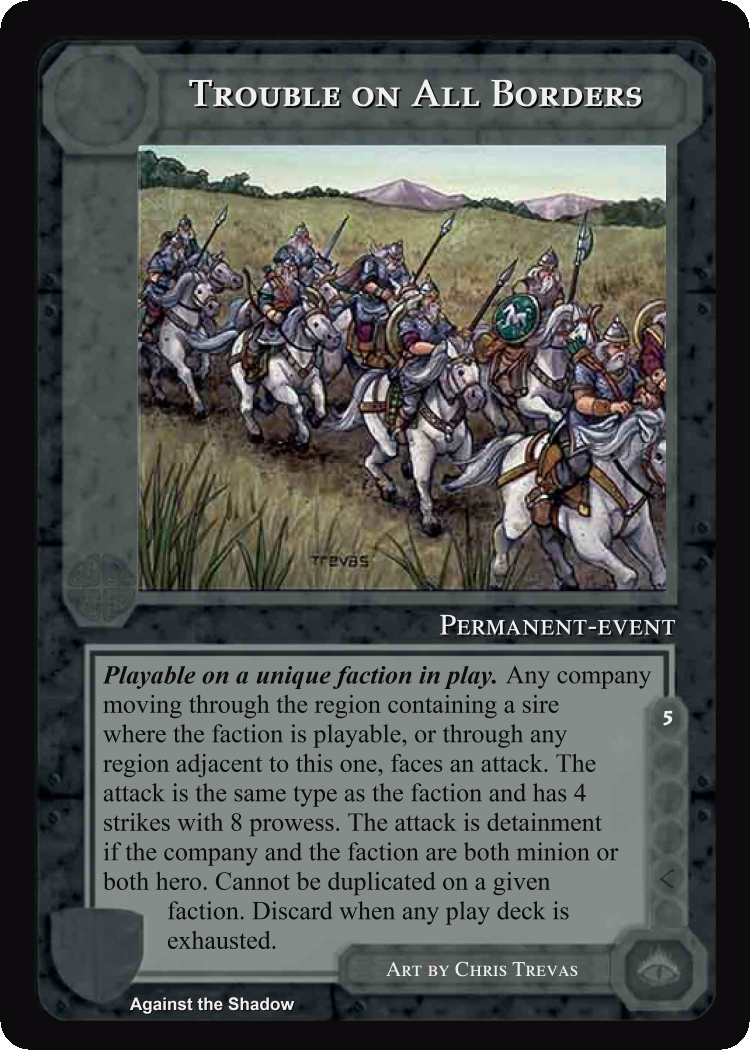 Trouble on All Borders
TREVAS
Permanent-event
Playable on a unique faction in play. Any company
moving through the region containing a sire
where the faction is playable, or through any
region adjacent to this one, faces an attack. The
attack is the same type as the faction and has 4
strikes with 8 prowess. The attack is detainment
if the company and the faction are both minion or
both hero. Cannot be duplicated on a given
faction. Discard when any play deck is
exhausted.
5
Art by Chris Trevas
Against the Shadow